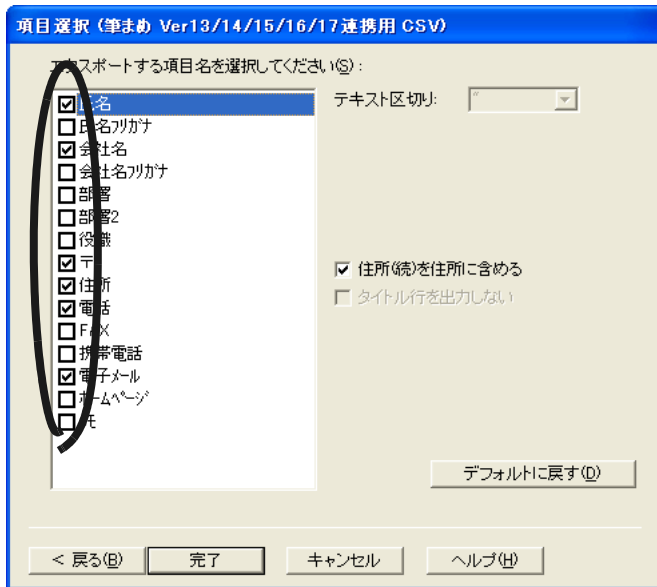 項目選択 (筆まめ Ver13/14/15/16/17連携用 CSV)
エクスポートする項目名を選択してください(S):
氏名
氏名フリガナ
会社名
会社名フリガナ
部署
部署2
役職
〒
住所
電話
FAX
携帯電話
電子メール
ホームページ
メモ
テキスト区切り: "
住所(続)を住所に含める
タイトル行を出力しない
デフォルトに戻す(D)
< 戻る(B) 完了 キャンセル ヘルプ(H)